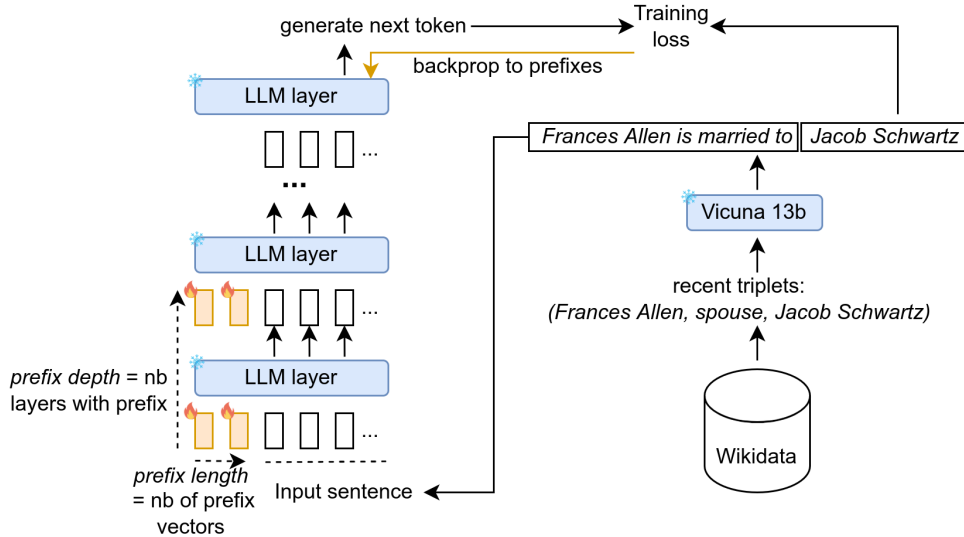 generate next token
Training
loss
backprop to prefixes
LLM layer
...
...
Frances Allen is married to
Jacob Schwartz
Vicuna 13b
LLM layer
recent triplets:
(Frances Allen, spouse, Jacob Schwartz)
...
LLM layer
prefix depth = nb
layers with prefix
...
Wikidata
prefix length
= nb of prefix
vectors
Input sentence